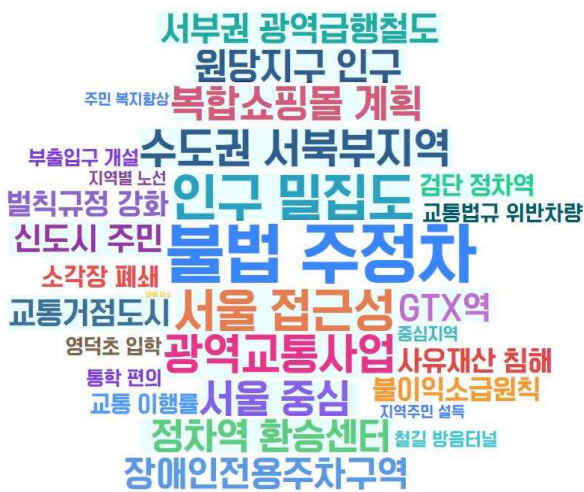 서부권 광역급행철도
원당지구 인구
주민 복지향상
복합쇼핑몰 계획
부출입구 개설
수도권 서북부지역
지역별 노선
벌칙규정 강화
인구 밀집도
검단 정차역
교통법규 위반차량
신도시 주민
불법 주정차
소각장 폐쇄
교통거점도시
서울 접근성
GTX역
중심지역
영덕초 입학
광역교통사업
사유재산 침해
통학 편의
교통 이행률
서울 중심
불이익소급원칙
지역주민 설득
정차역 환승센터
철길 방음터널
장애인전용주차구역